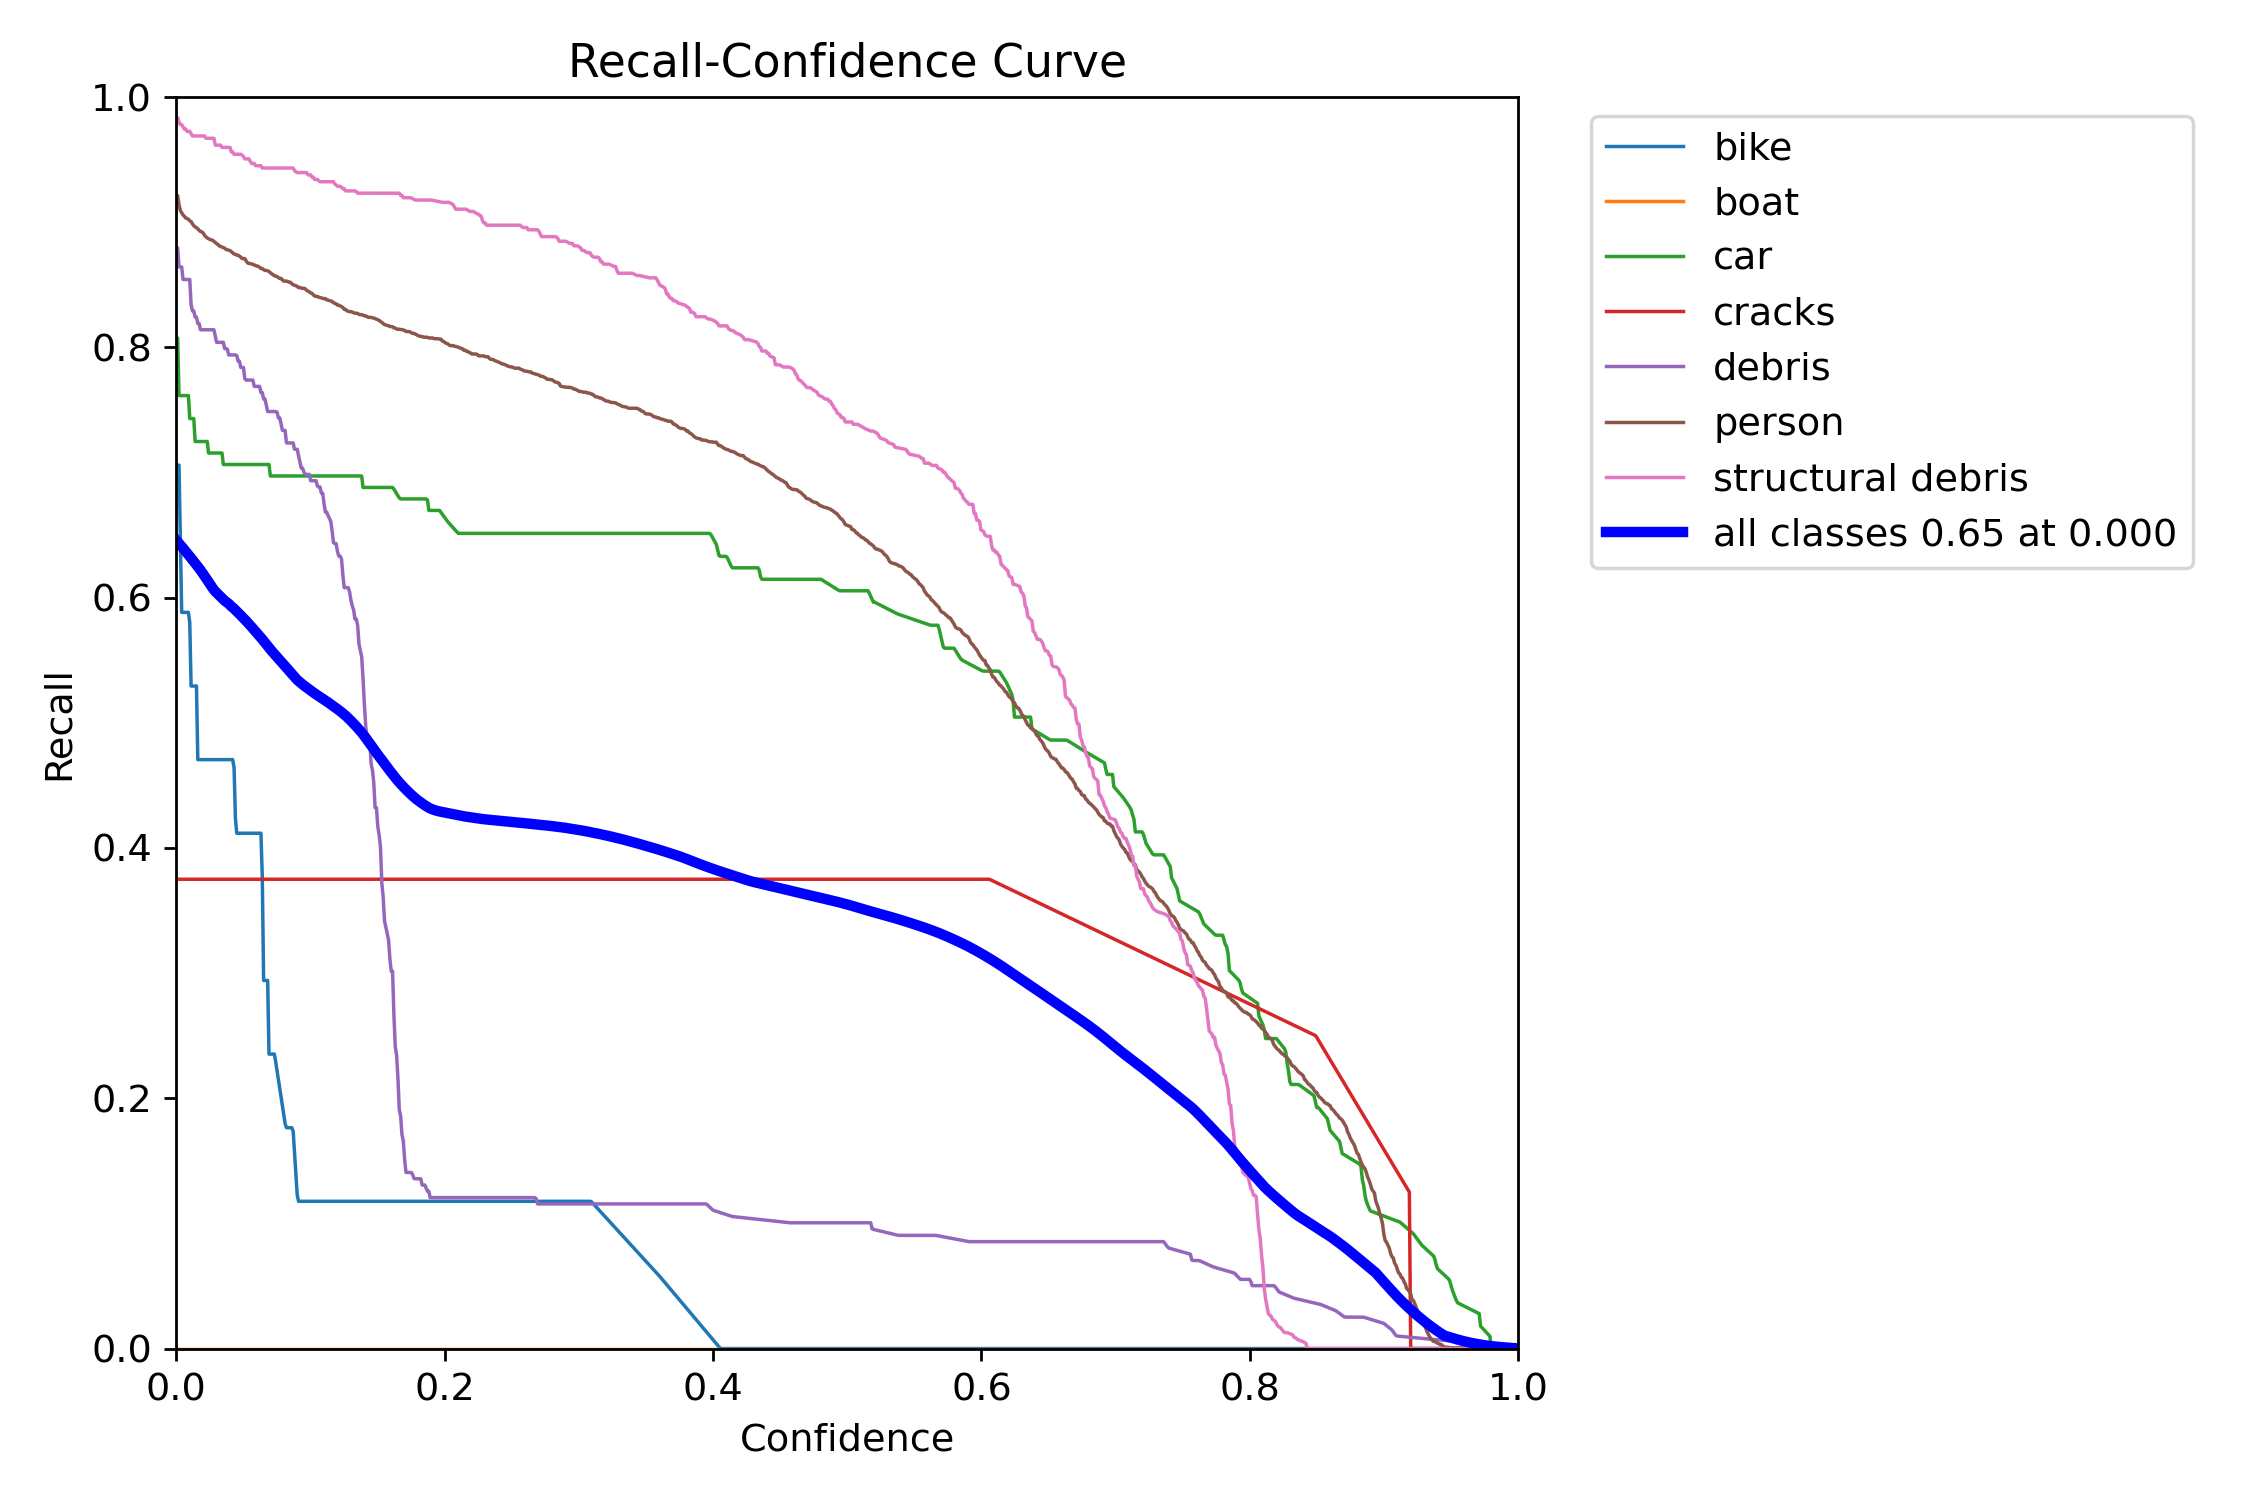 Recall-Confidence Curve
1.0
0.8
0.6
0.4
0.2
0.0
Recall
0.0 0.2 0.4 0.6 0.8 1.0
Confidence
bike
boat
car
cracks
debris
person
structural debris
all classes 0.65 at 0.000